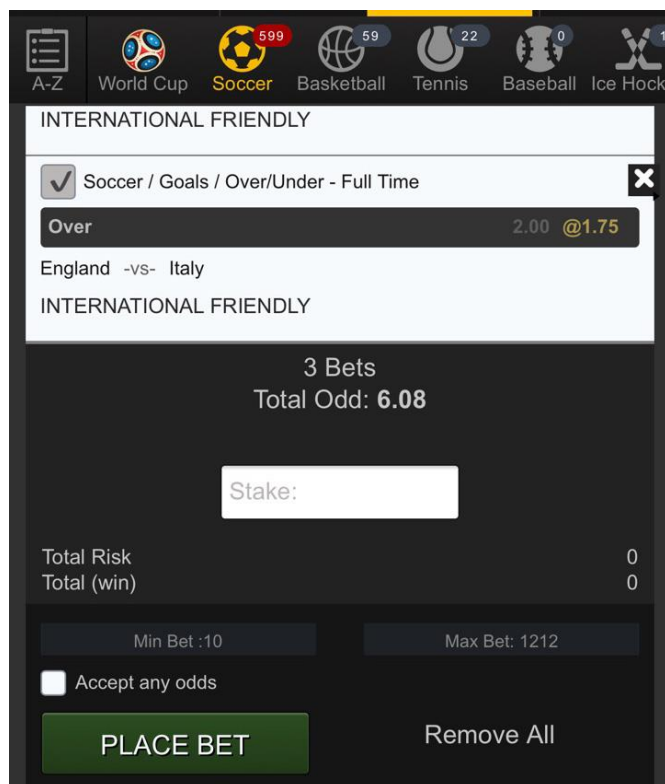 599
59
22
0
1
A-Z
World Cup
Soccer
Basketball
Tennis
Baseball
Ice Hock
INTERNATIONAL FRIENDLY
Soccer / Goals / Over/Under - Full Time
Over 2.00 @1.75
England -vs- Italy
INTERNATIONAL FRIENDLY
3 Bets
Total Odd: 6.08
Stake:
Total Risk 0
Total (win) 0
Min Bet :10 Max Bet: 1212
Accept any odds
PLACE BET Remove All